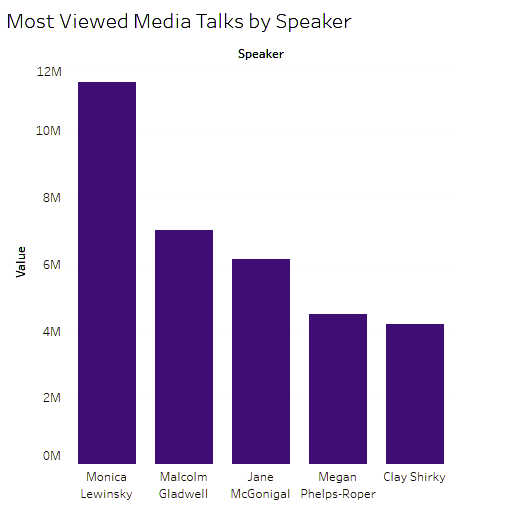 Most Viewed Media Talks by Speaker
Speaker
12M
10M
8M
6M
4M
2M
0M
Value
Monica
Lewinsky
Malcolm
Gladwell
Jane
McGonigal
Megan
Phelps-Roper
Clay Shirky